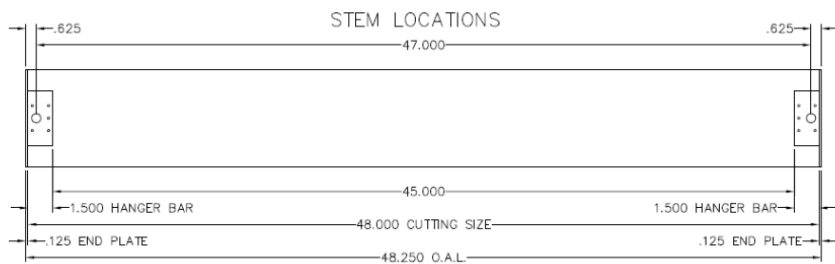 STEM LOCATIONS
.625 .625
47.000
45.000
1.500 HANGER BAR 1.500 HANGER BAR
48.000 CUTTING SIZE
.125 END PLATE .125 END PLATE
48.250 O.A.L.